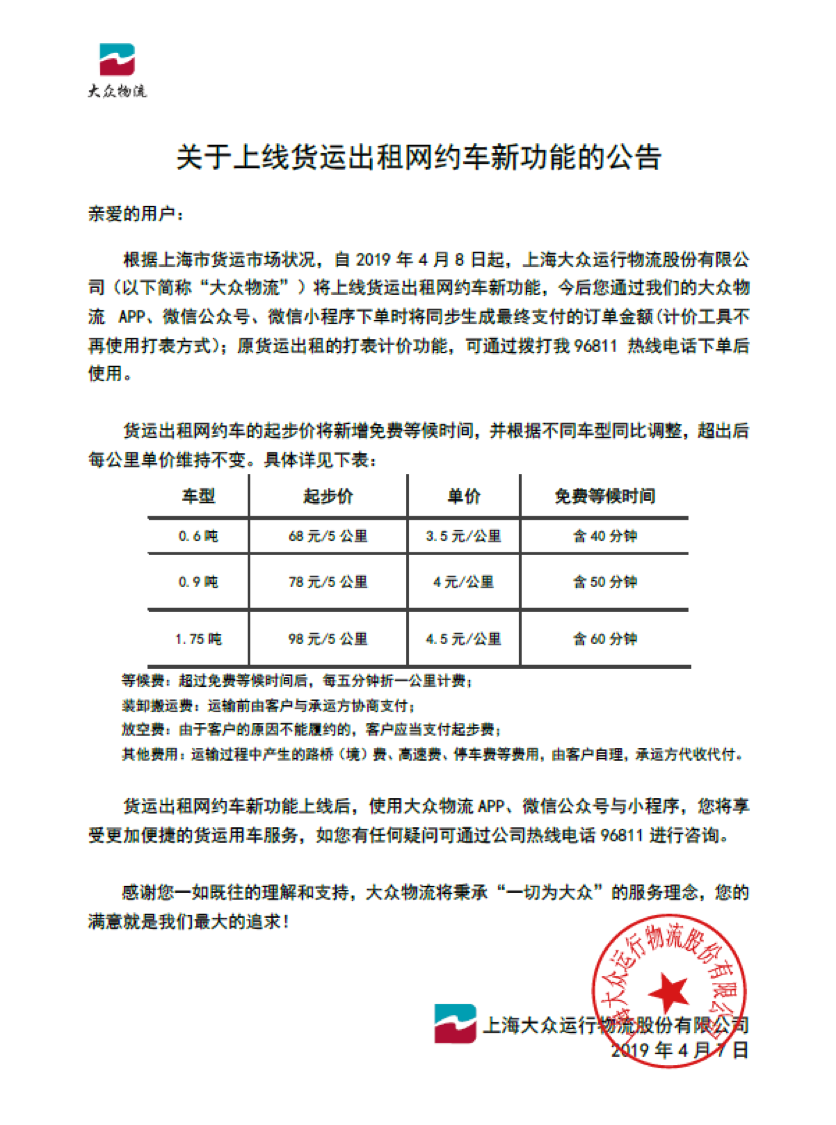 大众物流
关于上线货运出租网约车新功能的公告
亲爱的用户：
根据上海市货运市场状况，自 2019 年 4 月 8 日起，上海大众运行物流股份有限公
司（以下简称“大众物流”）将上线货运出租网约车新功能，今后您通过我们的大众物
流 APP、微信公众号、微信小程序下单时将同步生成最终支付的订单金额(计价工具不
再使用打表方式)；原货运出租的打表计价功能，可通过拨打我 96811 热线电话下单后
使用。
货运出租网约车的起步价将新增免费等候时间，并根据不同车型同比调整，超出后
每公里单价维持不变。具体详见下表：
车型 起步价 单价 免费等候时间
0.6 吨 68 元/5 公里 3.5 元/公里 含 40 分钟
0.9 吨 78 元/5 公里 4 元/公里 含 50 分钟
1.75 吨 98 元/5 公里 4.5 元/公里 含 60 分钟
等候费：超过免费等候时间后，每五分钟折一公里计费；
装卸搬运费：运输前由客户与承运方协商支付；
放空费：由于客户的原因不能履约的，客户应当支付起步费；
其他费用：运输过程中产生的路桥（境）费、高速费、停车费等费用，由客户自理，承运方代收代付。
货运出租网约车新功能上线后，使用大众物流 APP、微信公众号与小程序，您将享
受更加便捷的货运用车服务，如您有任何疑问可通过公司热线电话 96811 进行咨询。
感谢您一如既往的理解和支持，大众物流将秉承“一切为大众”的服务理念，您的
满意就是我们最大的追求！
上海大众运行物流股份有限公司
上海大众运行物流股份有限公司
2019 年 4 月 7 日